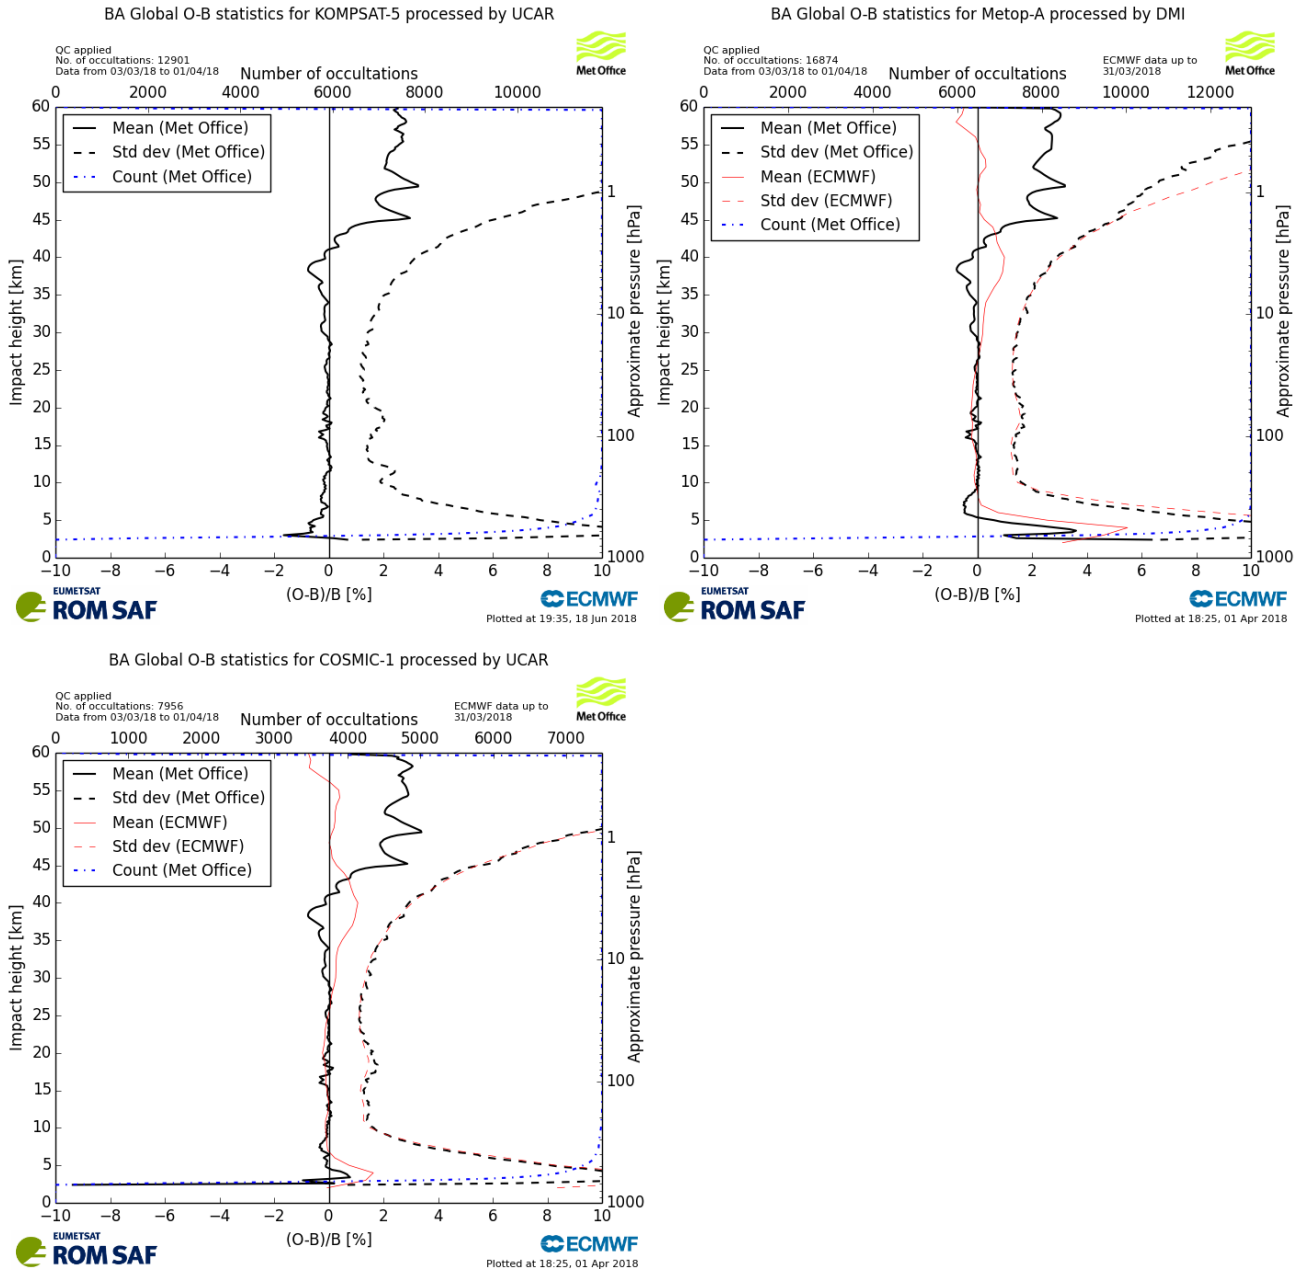 BA Global O-B statistics for KOMPSAT-5 processed by UCAR
QC applied
No. of occultations: 12901
Data from 03/03/18 to 01/04/18
Number of occultations
Met Office
0 2000 4000 6000 8000 10000
Mean (Met Office)
Std dev (Met Office)
Count (Met Office)
Impact height [km]
60
55
50
45
40
35
30
25
20
15
10
5
0
Approximate pressure [hPa]
1
10
100
1000
−10 −8 −6 −4 −2 0 2 4 6 8 10
(O-B)/B [%]
EUMETSAT
ROM SAF
ECMWF
Plotted at 19:35, 18 Jun 2018
BA Global O-B statistics for Metop-A processed by DMI
QC applied
No. of occultations: 16874
Data from 03/03/18 to 01/04/18
Number of occultations
ECMWF data up to
31/03/2018
Met Office
0 2000 4000 6000 8000 10000 12000
Mean (Met Office)
Std dev (Met Office)
Mean (ECMWF)
Std dev (ECMWF)
Count (Met Office)
Impact height [km]
60
55
50
45
40
35
30
25
20
15
10
5
0
Approximate pressure [hPa]
1
10
100
1000
−10 −8 −6 −4 −2 0 2 4 6 8 10
(O-B)/B [%]
EUMETSAT
ROM SAF
ECMWF
Plotted at 18:25, 01 Apr 2018
BA Global O-B statistics for COSMIC-1 processed by UCAR
QC applied
No. of occultations: 7956
Data from 03/03/18 to 01/04/18
Number of occultations
ECMWF data up to
31/03/2018
Met Office
0 1000 2000 3000 4000 5000 6000 7000
Mean (Met Office)
Std dev (Met Office)
Mean (ECMWF)
Std dev (ECMWF)
Count (Met Office)
Impact height [km]
60
55
50
45
40
35
30
25
20
15
10
5
0
Approximate pressure [hPa]
1
10
100
1000
−10 −8 −6 −4 −2 0 2 4 6 8 10
(O-B)/B [%]
EUMETSAT
ROM SAF
ECMWF
Plotted at 18:25, 01 Apr 2018